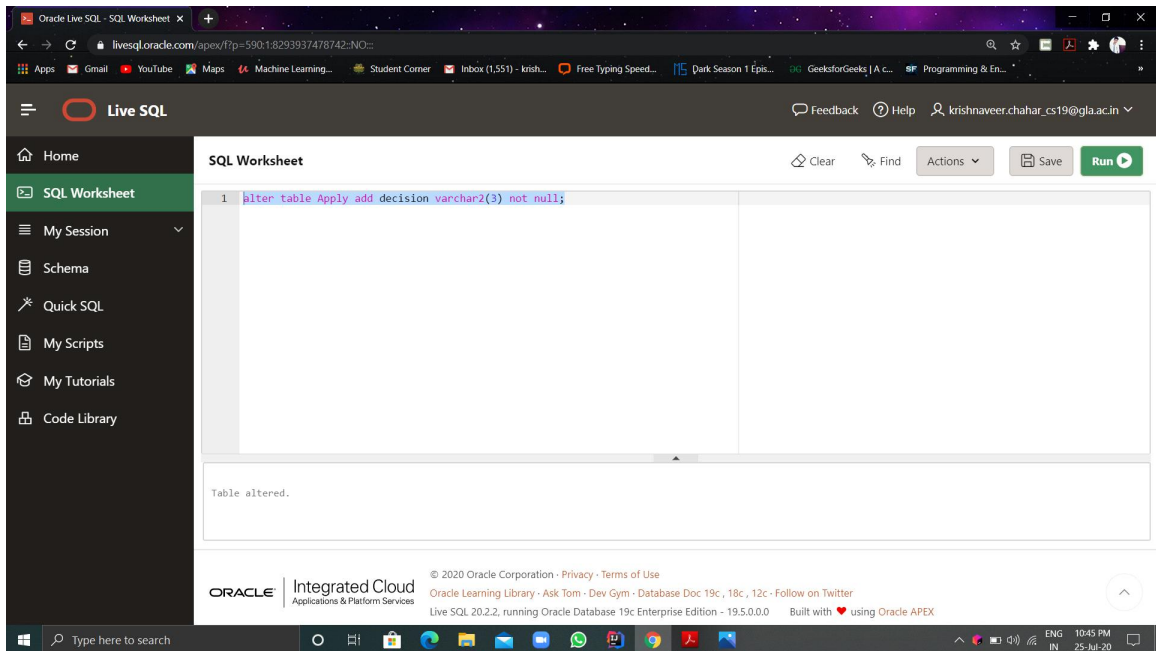 Oracle Live SQL - SQL Worksheet
livesql.oracle.com/apex/f?p=590:1:8293937478742::NO:::
Apps Gmail YouTube Maps Machine Learning... Student Corner Inbox (1,551) - krish... Free Typing Speed... Dark Season 1 Epis... GeeksforGeeks | A c... SF Programming & En... »
Live SQL Feedback Help krishnaveer.chahar_cs19@gla.ac.in
Home
SQL Worksheet
My Session
Schema
Quick SQL
My Scripts
My Tutorials
Code Library
SQL Worksheet Clear Find Actions Save Run
1 alter table Apply add decision varchar2(3) not null;
Table altered.
ORACLE Integrated Cloud
Applications & Platform Services
© 2020 Oracle Corporation · Privacy · Terms of Use
Oracle Learning Library · Ask Tom · Dev Gym · Database Doc 19c , 18c , 12c · Follow on Twitter
Live SQL 20.2.2, running Oracle Database 19c Enterprise Edition - 19.5.0.0.0 Built with ❤ using Oracle APEX
Type here to search
ENG 10:45 PM
IN 25-Jul-20